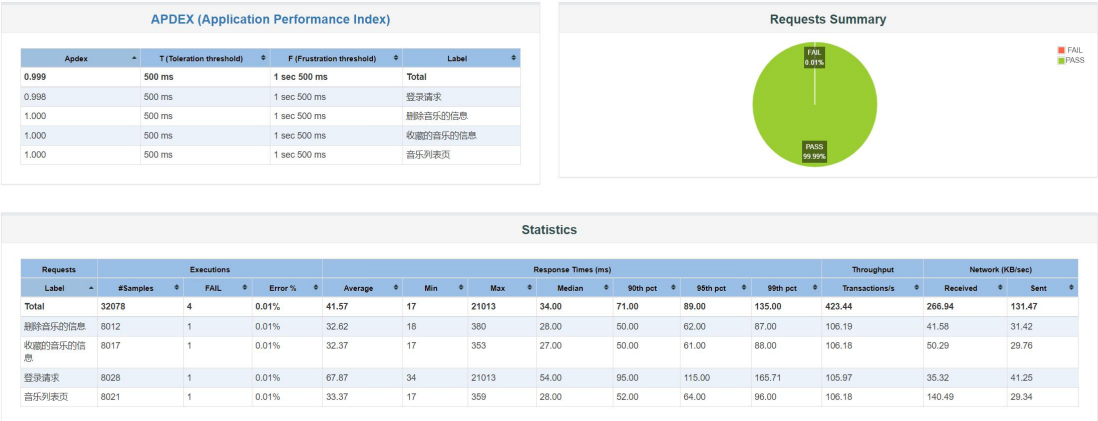 APDEX (Application Performance Index)
Apdex T (Toleration threshold) F (Frustration threshold) Label
0.999 500 ms 1 sec 500 ms Total
0.998 500 ms 1 sec 500 ms 登录请求
1.000 500 ms 1 sec 500 ms 删除音乐的信息
1.000 500 ms 1 sec 500 ms 收藏的音乐的信息
1.000 500 ms 1 sec 500 ms 音乐列表页
Requests Summary
FAIL
0.01%
PASS
99.99%
FAIL
PASS
Statistics
Requests Executions Response Times (ms) Throughput Network (KB/sec)
Label #Samples FAIL Error % Average Min Max Median 90th pct 95th pct 99th pct Transactions/s Received Sent
Total 32078 4 0.01% 41.57 17 21013 34.00 71.00 89.00 135.00 423.44 266.94 131.47
删除音乐的信息 8012 1 0.01% 32.62 18 380 28.00 50.00 62.00 87.00 106.19 41.58 31.42
收藏的音乐的信 8017 1 0.01% 32.37 17 353 27.00 50.00 61.00 88.00 106.18 50.29 29.76
息
登录请求 8028 1 0.01% 67.87 34 21013 54.00 95.00 115.00 165.71 105.97 35.32 41.25
音乐列表页 8021 1 0.01% 33.37 17 359 28.00 52.00 64.00 96.00 106.18 140.49 29.34